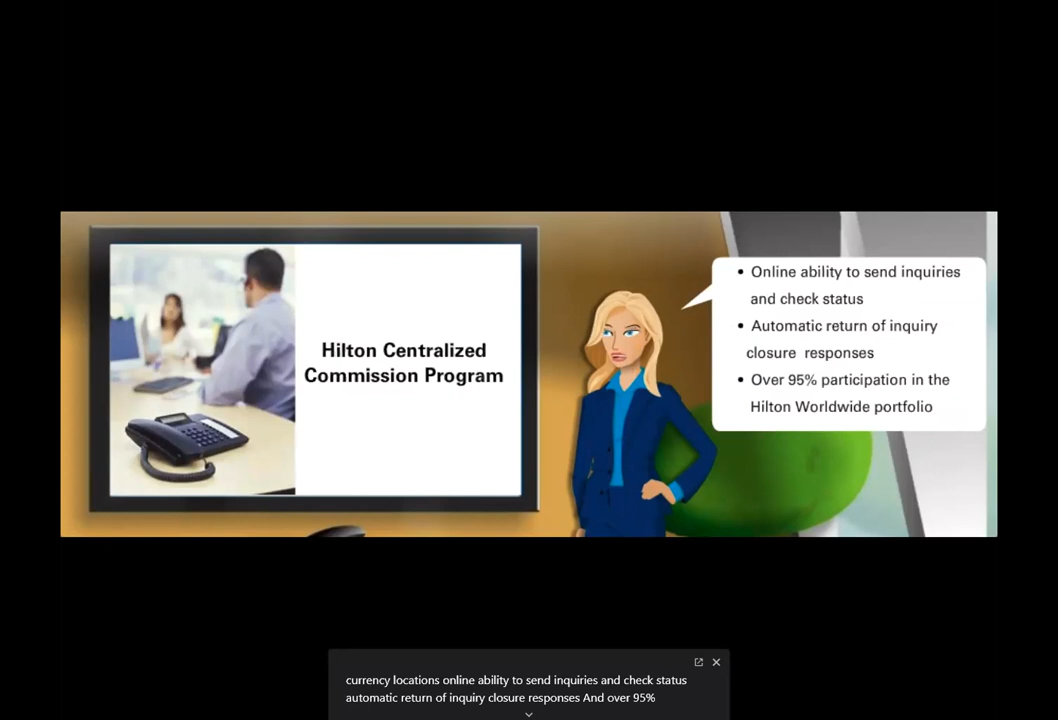 Hilton Centralized
Commission Program
• Online ability to send inquiries
and check status
• Automatic return of inquiry
closure responses
• Over 95% participation in the
Hilton Worldwide portfolio
currency locations online ability to send inquiries and check status
automatic return of inquiry closure responses And over 95%